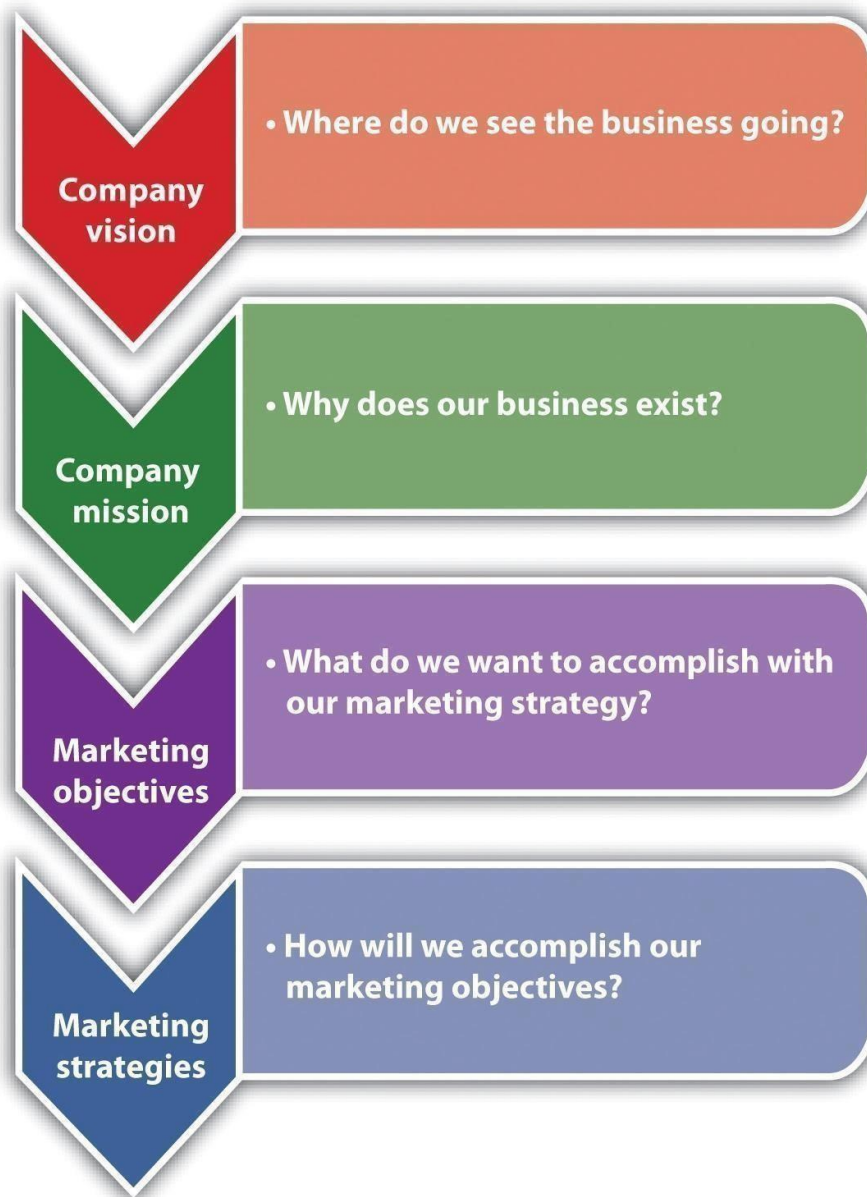 Company
vision
• Where do we see the business going?
Company
mission
• Why does our business exist?
Marketing
objectives
• What do we want to accomplish with
our marketing strategy?
Marketing
strategies
• How will we accomplish our
marketing objectives?